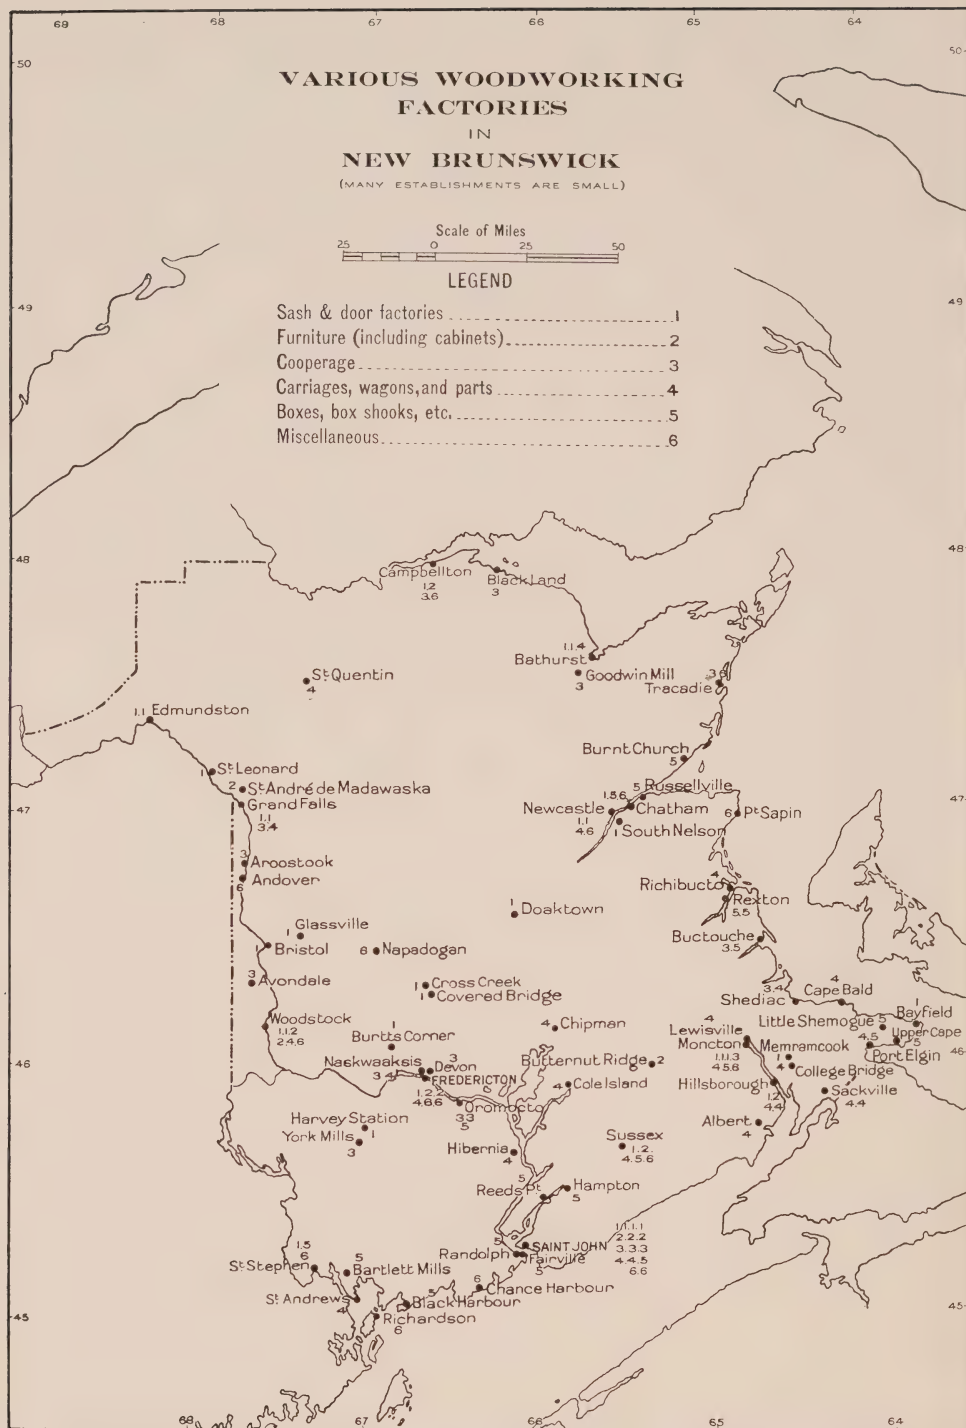 69 68 67 66 65 64
50 50
VARIOUS WOODWORKING
FACTORIES
IN
NEW BRUNSWICK
(MANY ESTABLISHMENTS ARE SMALL)
Scale of Miles
25 0 25 50
LEGEND
49 49
Sash & door factories 1
Furniture (including cabinets) 2
Cooperage 3
Carriages, wagons, and parts 4
Boxes, box shooks, etc. 5
Miscellaneous 6
48 48
Campbellton
1.2
3.6
Black Land
3
1.1.4
Bathurst
Goodwin Mill
3
Tracadie
St. Quentin
4
1.1 Edmundston
Burnt Church
5
1 St. Leonard
2 St. André de Madawaska
Grand Falls
1.1
3.4
5 Russellville
1.5.6
Chatham
Newcastle
1.1
4.6
1 South Nelson
47 47
6 Pt. Sapin
3
Aroostook
Andover
6
4
Richibucto
Rexton
5.5
1
Doaktown
Glassville
1
1 Bristol
6 Napadogan
Buctouche
3.5
3
Avondale
Cross Creek
1
1 Covered Bridge
3.4
Shediac
4
Cape Bald
1
Bayfield
Little Shemogue 5
Upper Cape
5
4.5
Port Elgin
Woodstock
1.1.2
2.4.6
1
Burtts Corner
4 Chipman
4
Lewisville
Moncton
1.1.1.3
4.5.6
Memramcook
1
4 College Bridge
46 46
Naskwaaksis
3 4
3
Devon
FREDERICTON
1.2.2
4.6.6
Butternut Ridge 2
4 Cole Island
Hillsborough
1.2
4.4
Sackville
4.4
Oromocto
3.3
5
Harvey Station
1
York Mills
3
Hibernia
4
Sussex
1.2.
4.5.6
Albert
4
5
Reeds Pt.
Hampton
5
5
SAINT JOHN
1.1.1.1
2.2.2
3.3.3
4.4.5
6.6
Randolph
Fairville
5
1.5
6
St. Stephen
5
Bartlett Mills
St. Andrews
4
5
Black Harbour
6
Chance Harbour
Richardson
6
45 45
68 67 66 65 64